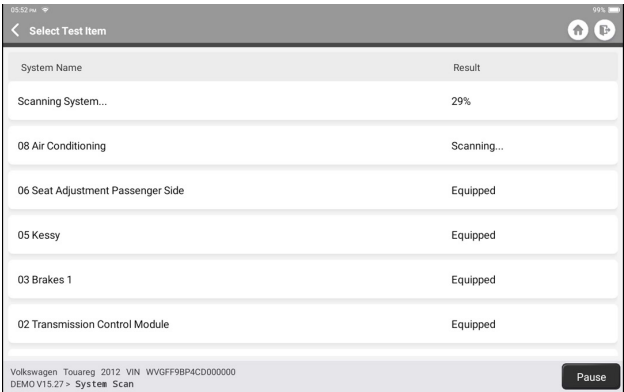 05:52 PM 99%
Select Test Item
System Name Result
Scanning System... 29%
08 Air Conditioning Scanning...
06 Seat Adjustment Passenger Side Equipped
05 Kessy Equipped
03 Brakes 1 Equipped
02 Transmission Control Module Equipped
Volkswagen Touareg 2012 VIN WVGFF9BP4CD000000
DEMO V15.27 > System Scan
Pause